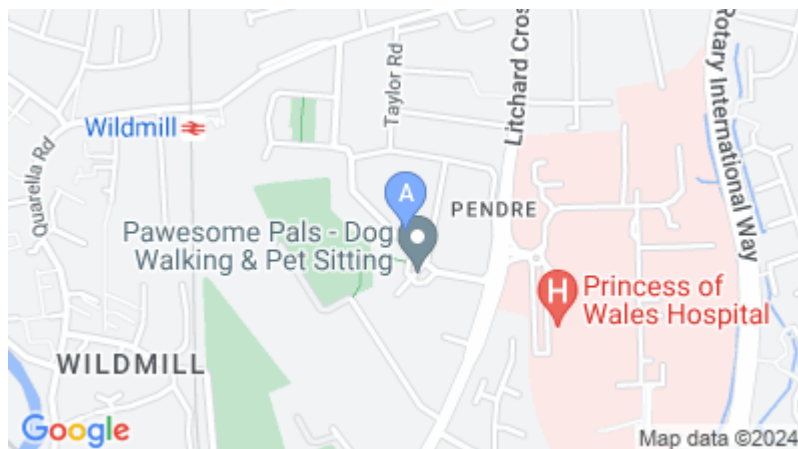 Taylor Rd
Litchard Cros
Rotary International Way
Wildmill
Quarella Rd
A
PENDRE
Pawesome Pals - Dog
Walking & Pet Sitting
H
Princess of
Wales Hospital
WILDMILL
Google
Map data ©2024